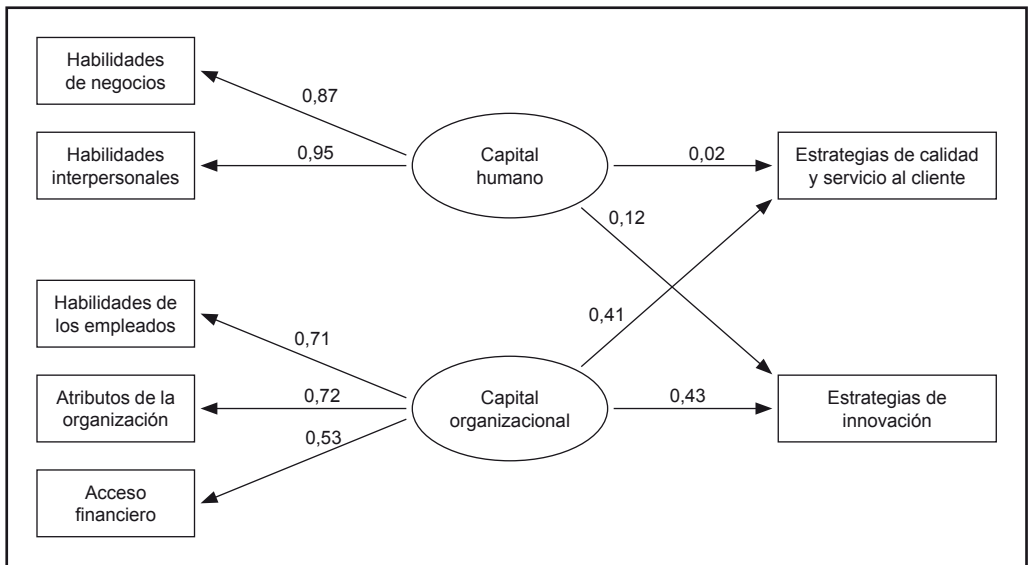 Habilidades
de negocios
0,87
Habilidades
interpersonales
0,95
Capital
humano
0,02
Estrategias de calidad
y servicio al cliente
0,12
Habilidades de
los empleados
0,71
0,41
Atributos de la
organización
0,72
Capital
organizacional
0,43
Estrategias de
innovación
0,53
Acceso
financiero